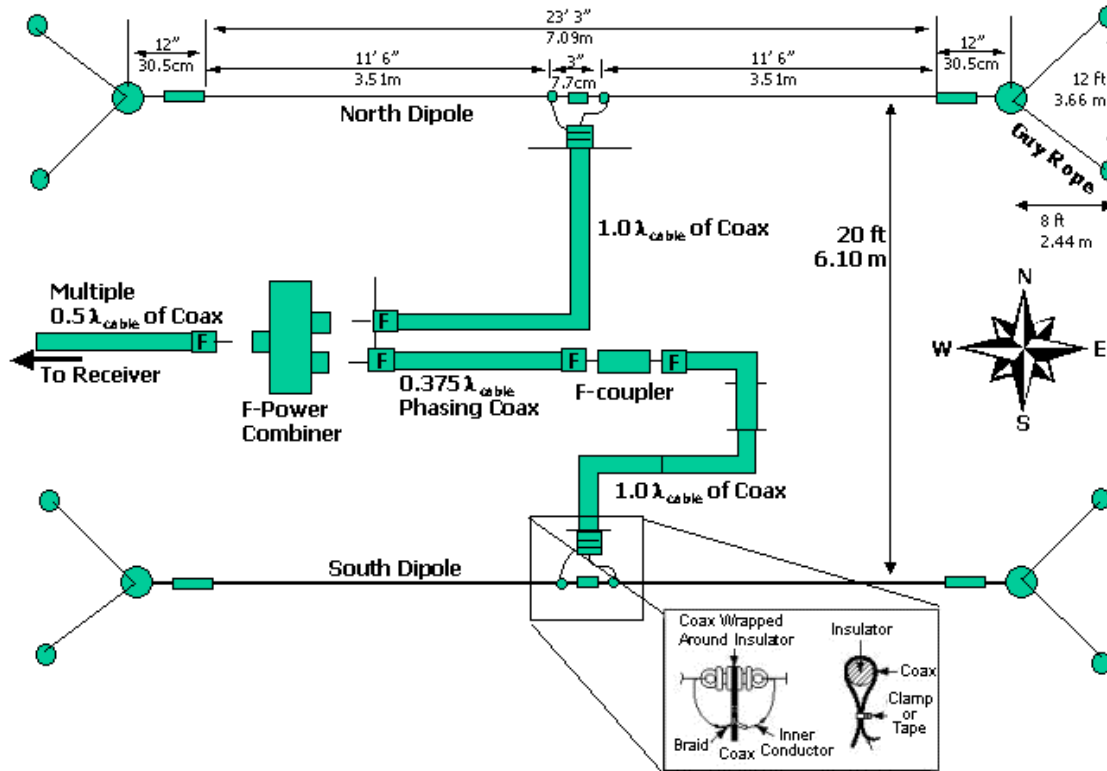 23' 3"
7.09m
12"
30.5cm
11' 6"
3.51m
3"
7.7cm
11' 6"
3.51m
12"
30.5cm
12 ft
3.66 m
North Dipole
Guy Rope
8 ft
2.44 m
1.0 λcable of Coax
20 ft
6.10 m
Multiple
0.5 λcable of Coax
F
F
To Receiver
F-Power
Combiner
F
F
F
0.375 λcable
Phasing Coax
F-coupler
N
W
E
S
1.0 λcable of Coax
South Dipole
Coax Wrapped
Around Insulator
Braid
Coax
Inner
Conductor
Insulator
Coax
Clamp
or
Tape